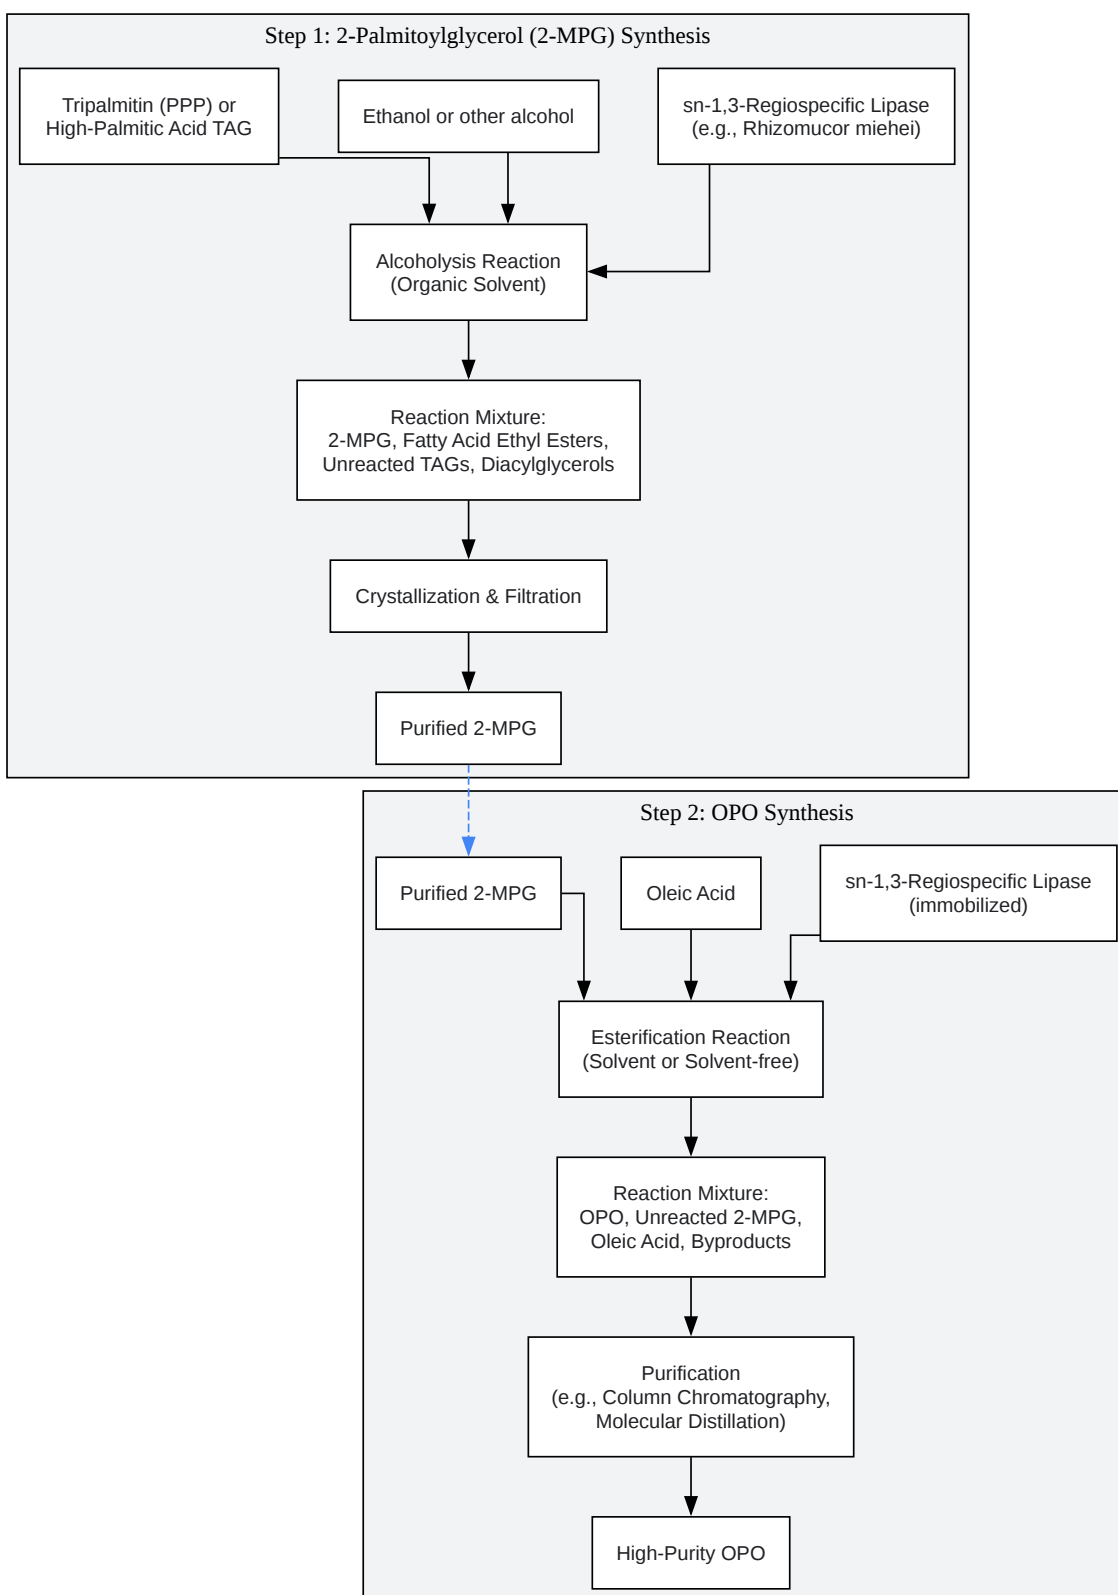 Step 1: 2-Palmitoylglycerol (2-MPG) Synthesis
Tripalmitin (PPP) or
High-Palmitic Acid TAG
Ethanol or other alcohol
sn-1,3-Regiospecific Lipase
(e.g., Rhizomucor miehei)
Alcoholysis Reaction
(Organic Solvent)
Reaction Mixture:
2-MPG, Fatty Acid Ethyl Esters,
Unreacted TAGs, Diacylglycerols
Crystallization & Filtration
Purified 2-MPG
Step 2: OPO Synthesis
Purified 2-MPG
Oleic Acid
sn-1,3-Regiospecific Lipase
(immobilized)
Esterification Reaction
(Solvent or Solvent-free)
Reaction Mixture:
OPO, Unreacted 2-MPG,
Oleic Acid, Byproducts
Purification
(e.g., Column Chromatography,
Molecular Distillation)
High-Purity OPO